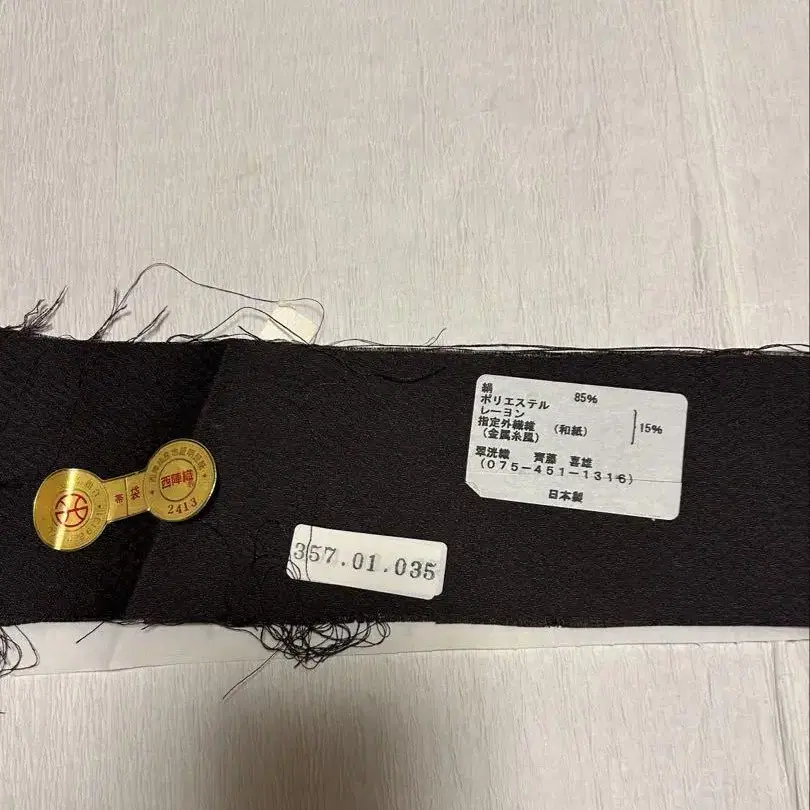 絹 85%
ポリエステル
レーヨン
指定外繊維 (和紙) 15%
(金属糸風)
翠洸織 齊藤 喜雄
(075-451-1316)
日本製
袋帯
西陣織
2413
357.01.035